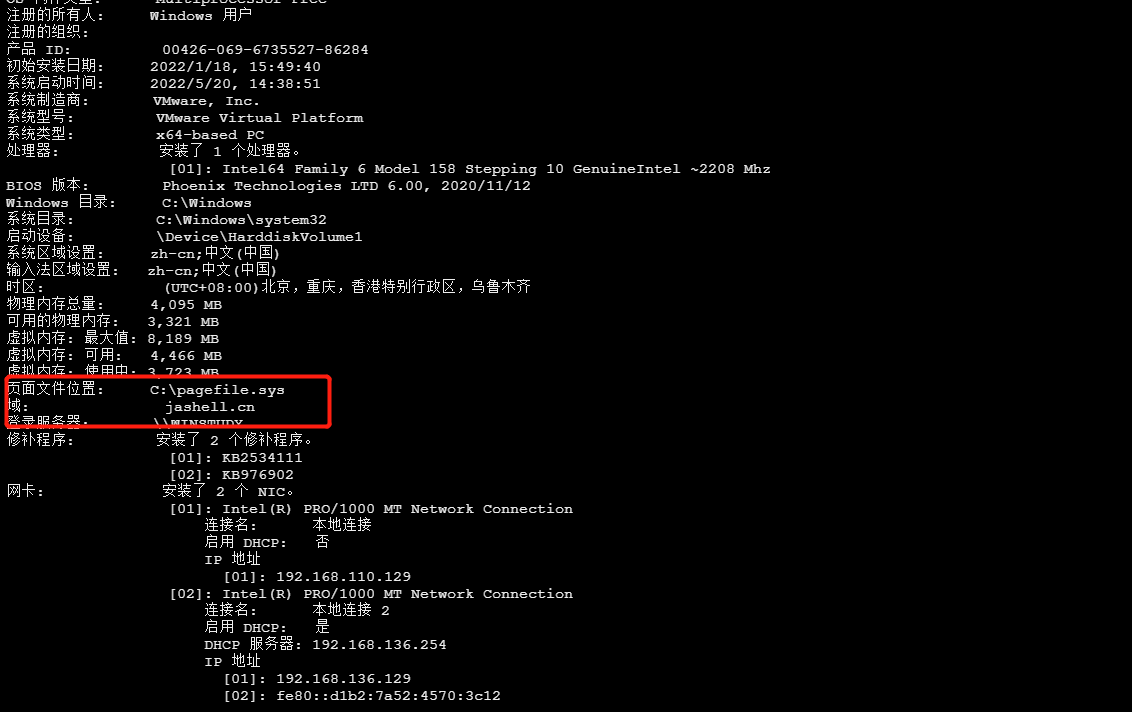 OS 构件类型: Multiprocessor Free
注册的所有人: Windows 用户
注册的组织:
产品 ID: 00426-069-6735527-86284
初始安装日期: 2022/1/18, 15:49:40
系统启动时间: 2022/5/20, 14:38:51
系统制造商: VMware, Inc.
系统型号: VMware Virtual Platform
系统类型: x64-based PC
处理器: 安装了 1 个处理器。
[01]: Intel64 Family 6 Model 158 Stepping 10 GenuineIntel ~2208 Mhz
BIOS 版本: Phoenix Technologies LTD 6.00, 2020/11/12
Windows 目录: C:\Windows
系统目录: C:\Windows\system32
启动设备: \Device\HarddiskVolume1
系统区域设置: zh-cn;中文(中国)
输入法区域设置: zh-cn;中文(中国)
时区: (UTC+08:00)北京，重庆，香港特别行政区，乌鲁木齐
物理内存总量: 4,095 MB
可用的物理内存: 3,321 MB
虚拟内存: 最大值: 8,189 MB
虚拟内存: 可用: 4,466 MB
虚拟内存: 使用中: 3,723 MB
页面文件位置: C:\pagefile.sys
域: jashell.cn
登录服务器: \\WINSTUDY
修补程序: 安装了 2 个修补程序。
[01]: KB2534111
[02]: KB976902
网卡: 安装了 2 个 NIC。
[01]: Intel(R) PRO/1000 MT Network Connection
连接名: 本地连接
启用 DHCP: 否
IP 地址
[01]: 192.168.110.129
[02]: Intel(R) PRO/1000 MT Network Connection
连接名: 本地连接 2
启用 DHCP: 是
DHCP 服务器: 192.168.136.254
IP 地址
[01]: 192.168.136.129
[02]: fe80::d1b2:7a52:4570:3c12